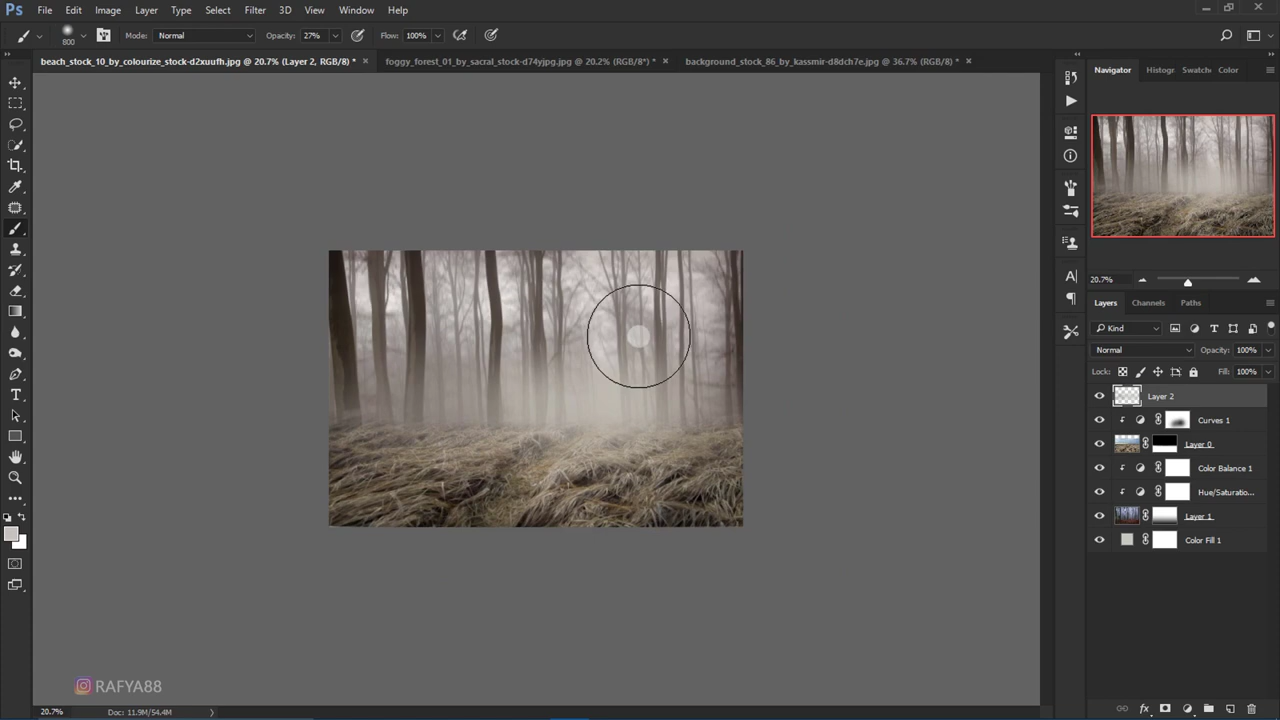 Ps File Edit Image Layer Type Select Filter 3D View Window Help
800 Mode: Normal Opacity: 27% Flow: 100%
beach_stock_10_by_colourize_stock-d2xuufh.jpg @ 20.7% (Layer 2, RGB/8) * × foggy_forest_01_by_sacral_stock-d74yjpg.jpg @ 20.2% (RGB/8*) * × background_stock_86_by_kassmir-d8dch7e.jpg @ 36.7% (RGB/8) * ×
Navigator Histogr Swatch Color
20.7%
Layers Channels Paths
Kind
Normal Opacity: 100%
Lock: Fill: 100%
Layer 2
Curves 1
Layer 0
Color Balance 1
Hue/Saturatio...
Layer 1
Color Fill 1
RAFYA88
20.7% Doc: 11.9M/54.4M